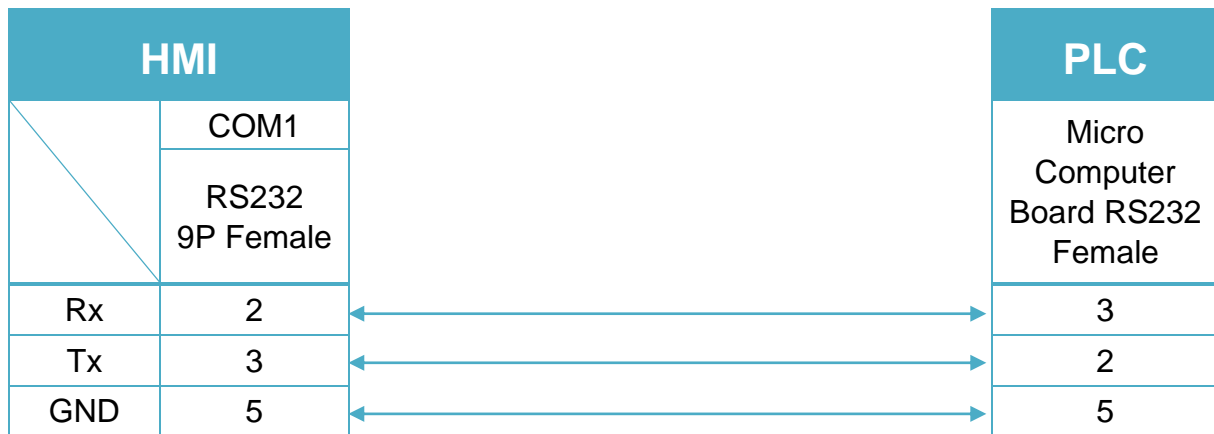 HMI
PLC
COM1
RS232
9P Female
Micro
Computer
Board RS232
Female
Rx 2 3
Tx 3 2
GND 5 5